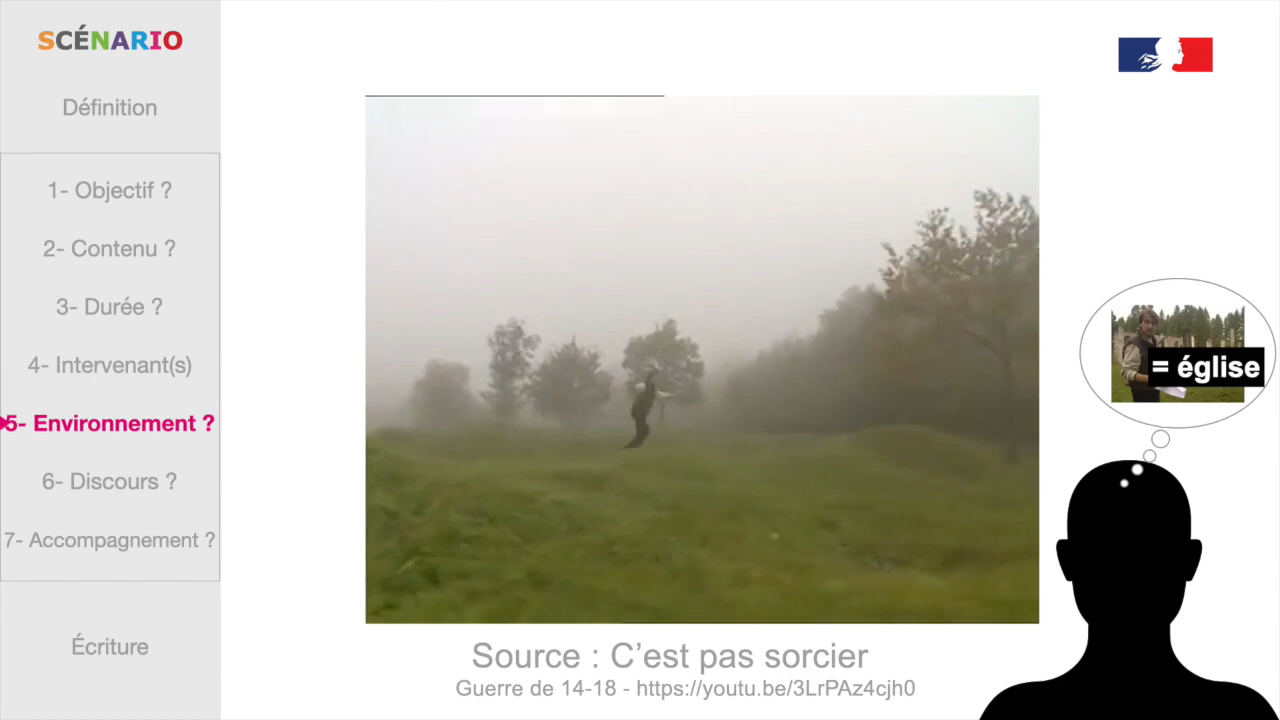 SCÉNARIO
Définition
1- Objectif ?
2- Contenu ?
3- Durée ?
4- Intervenant(s)
5- Environnement ?
6- Discours ?
7- Accompagnement ?
Écriture
= église
Source : C’est pas sorcier
Guerre de 14-18 - https://youtu.be/3LrPAz4cjh0